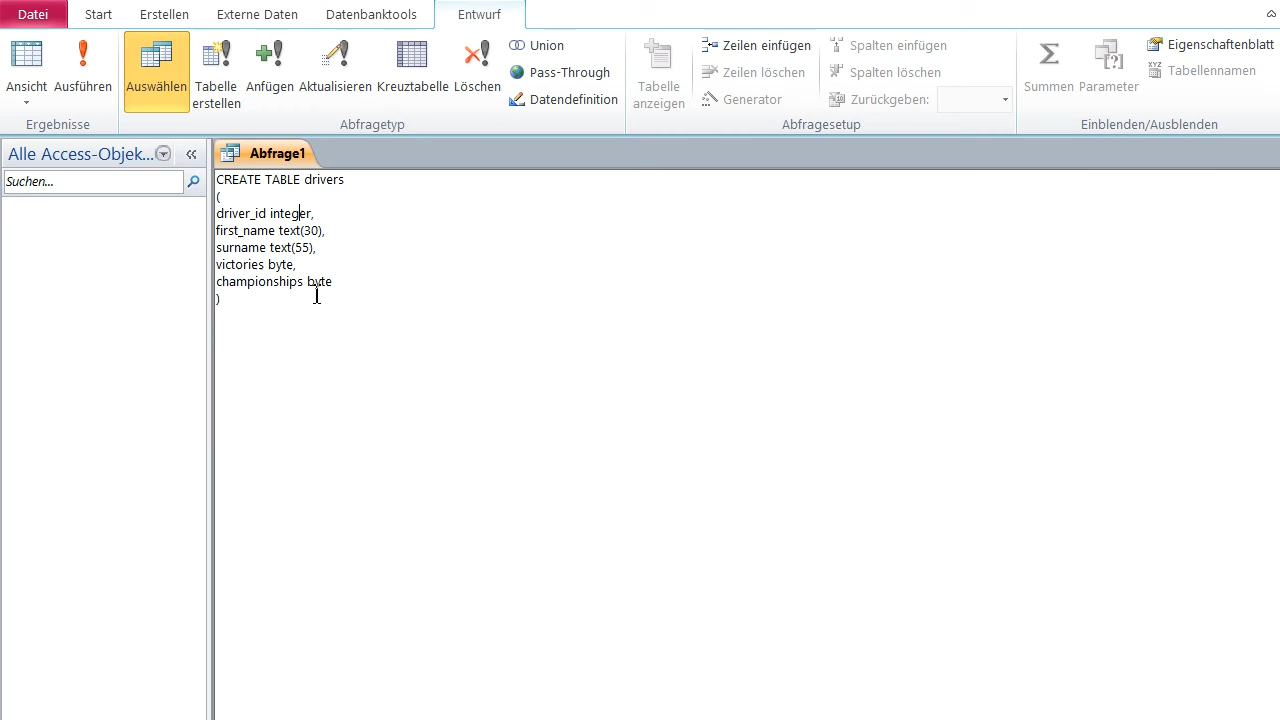 Datei Start Erstellen Externe Daten Datenbanktools Entwurf
Ansicht Ausführen
Ergebnisse
Auswählen Tabelle erstellen Anfügen Aktualisieren Kreuztabelle Löschen
Union
Pass-Through
Datendefinition
Abfragetyp
Tabelle anzeigen
Zeilen einfügen
Zeilen löschen
Generator
Spalten einfügen
Spalten löschen
Zurückgeben:
Abfragesetup
Σ
Summen
[?]
Parameter
Eigenschaftenblatt
XYZ Tabellennamen
Einblenden/Ausblenden
Alle Access-Objek... «
Suchen...
Abfrage1
CREATE TABLE drivers
(
driver_id integer,
first_name text(30),
surname text(55),
victories byte,
championships byte
)